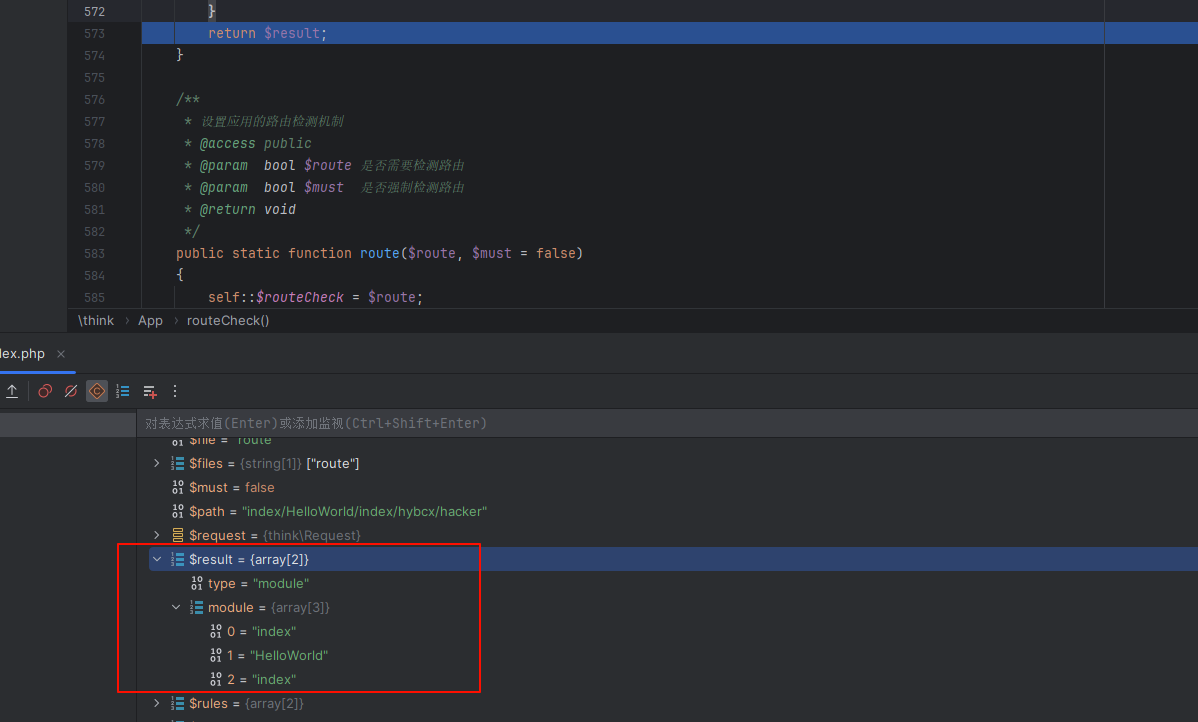 572 }
573 return $result;
574 }
575
576 /**
577 * 设置应用的路由检测机制
578 * @access public
579 * @param bool $route 是否需要检测路由
580 * @param bool $must 是否强制检测路由
581 * @return void
582 */
583 public static function route($route, $must = false)
584 {
585 self::$routeCheck = $route;
\think › App › routeCheck()
lex.php ×
对表达式求值(Enter)或添加监视(Ctrl+Shift+Enter)
$file = "route"
$files = {string[1]} ["route"]
$must = false
$path = "index/HelloWorld/index/hybcx/hacker"
$request = {think\Request}
$result = {array[2]}
type = "module"
module = {array[3]}
0 = "index"
1 = "HelloWorld"
2 = "index"
$rules = {array[2]}